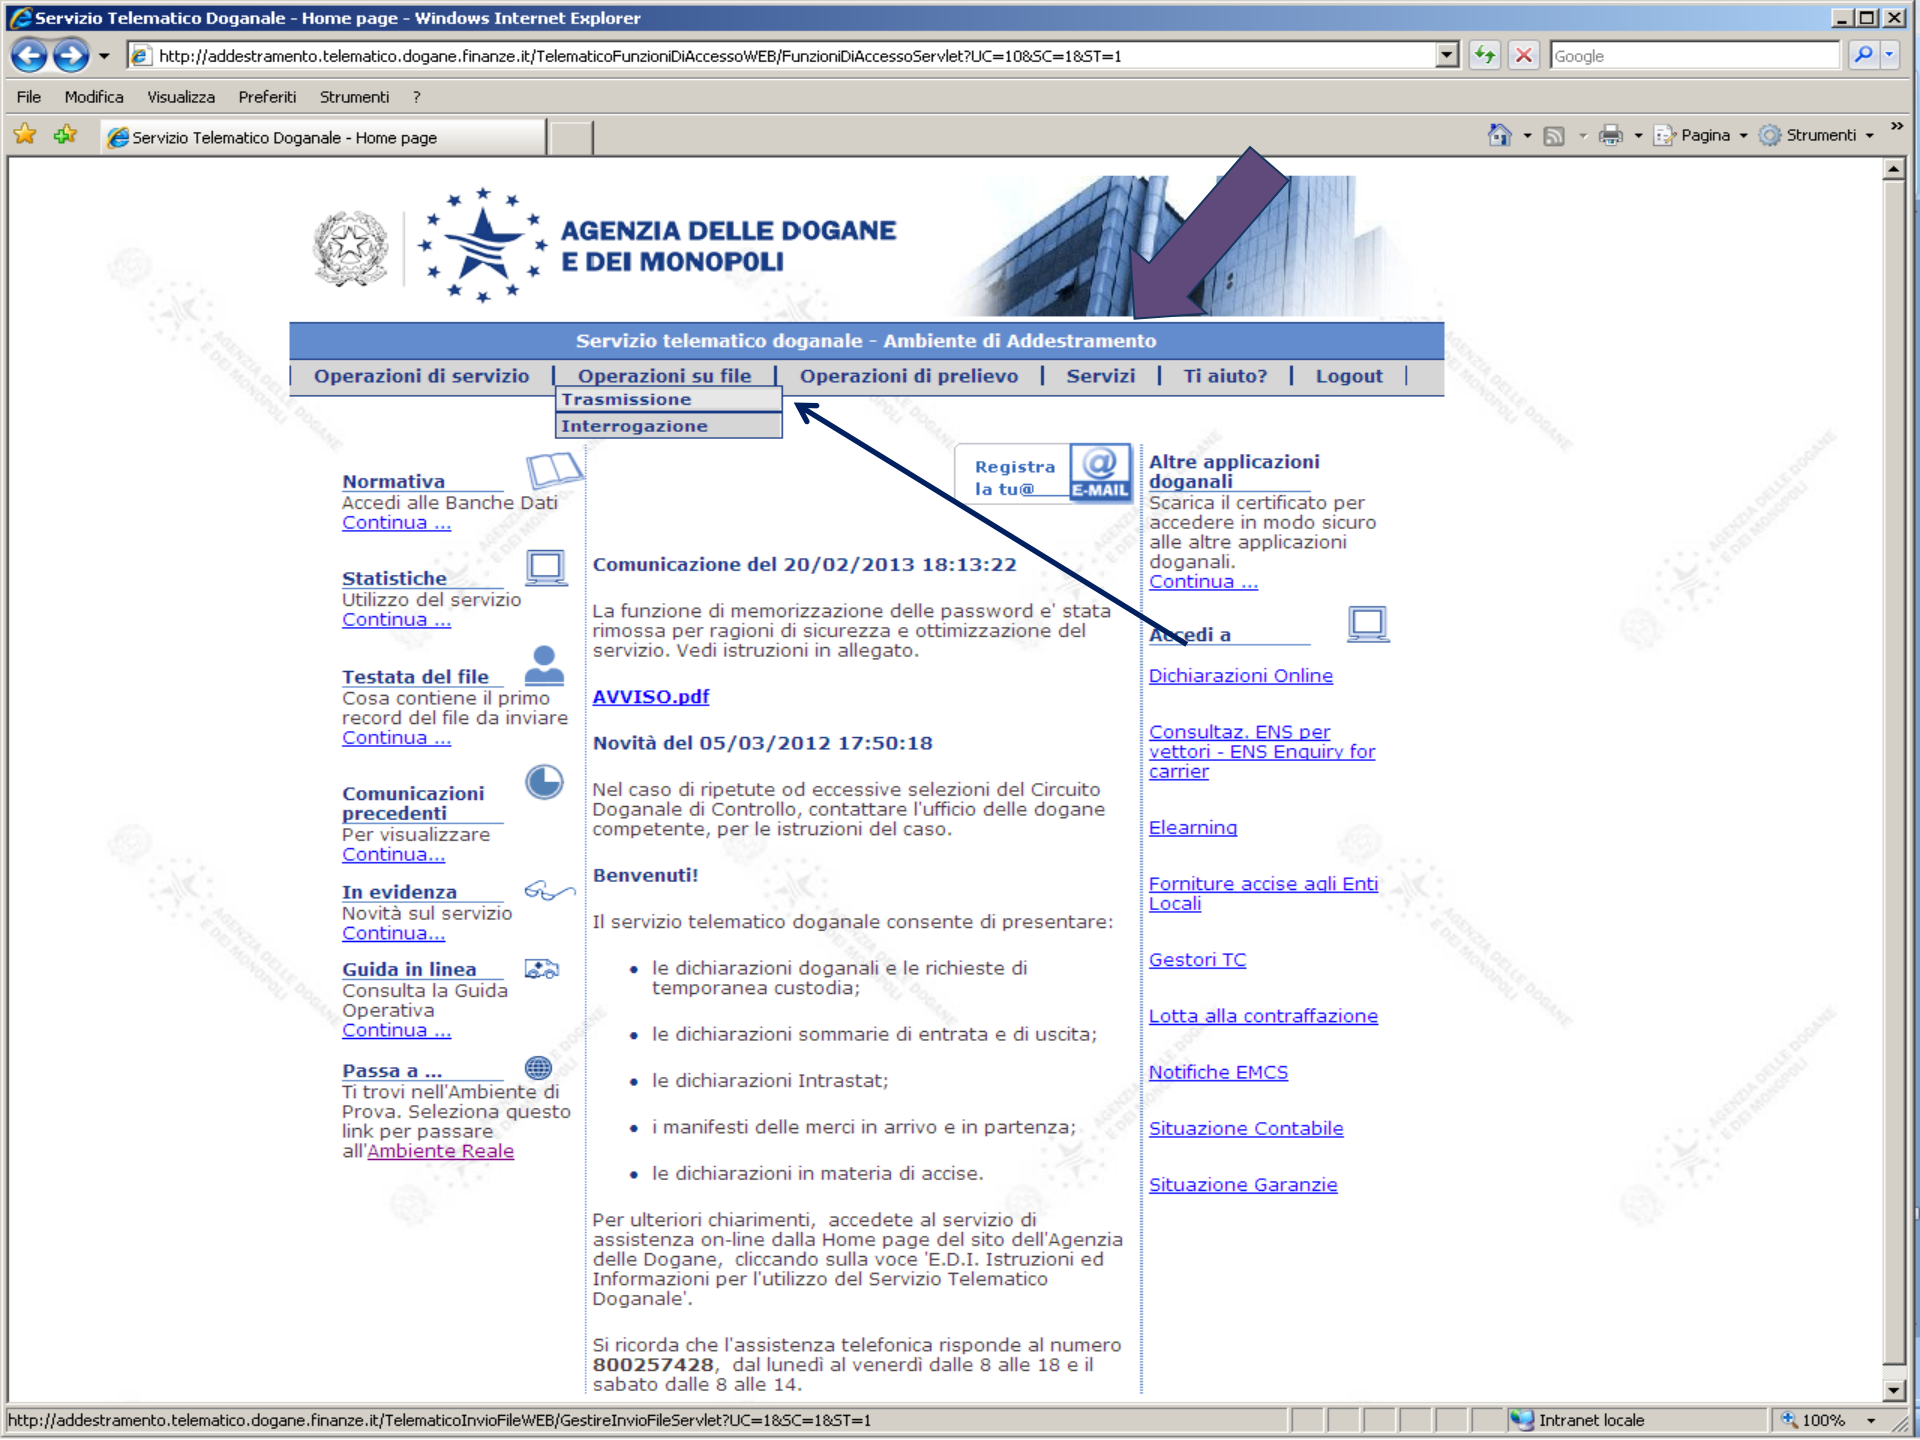 Servizio Telematico Doganale - Home page - Windows Internet Explorer
http://addestramento.telematico.dogane.finanze.it/TelematicoFunzioniDiAccessoWEB/FunzioniDiAccessoServlet?UC=10&SC=1&ST=1
Google
File Modifica Visualizza Preferiti Strumenti ?
Servizio Telematico Doganale - Home page
Pagina Strumenti »
AGENZIA DELLE DOGANE
E DEI MONOPOLI
Servizio telematico doganale - Ambiente di Addestramento
Operazioni di servizio | Operazioni su file | Operazioni di prelievo | Servizi | Ti aiuto? | Logout |
Trasmissione
Interrogazione
Normativa
Accedi alle Banche Dati
Continua ...
Statistiche
Utilizzo del servizio
Continua ...
Testata del file
Cosa contiene il primo
record del file da inviare
Continua ...
Comunicazioni
precedenti
Per visualizzare
Continua...
In evidenza
Novità sul servizio
Continua...
Guida in linea
Consulta la Guida
Operativa
Continua ...
Passa a ...
Ti trovi nell'Ambiente di
Prova. Seleziona questo
link per passare
all'Ambiente Reale
Registra
la tu@
@
E-MAIL
Comunicazione del 20/02/2013 18:13:22
La funzione di memorizzazione delle password e' stata
rimossa per ragioni di sicurezza e ottimizzazione del
servizio. Vedi istruzioni in allegato.
AVVISO.pdf
Novità del 05/03/2012 17:50:18
Nel caso di ripetute od eccessive selezioni del Circuito
Doganale di Controllo, contattare l'ufficio delle dogane
competente, per le istruzioni del caso.
Benvenuti!
Il servizio telematico doganale consente di presentare:
• le dichiarazioni doganali e le richieste di
temporanea custodia;
• le dichiarazioni sommarie di entrata e di uscita;
• le dichiarazioni Intrastat;
• i manifesti delle merci in arrivo e in partenza;
• le dichiarazioni in materia di accise.
Per ulteriori chiarimenti, accedete al servizio di
assistenza on-line dalla Home page del sito dell'Agenzia
delle Dogane, cliccando sulla voce 'E.D.I. Istruzioni ed
Informazioni per l'utilizzo del Servizio Telematico
Doganale'.
Si ricorda che l'assistenza telefonica risponde al numero
800257428, dal lunedì al venerdì dalle 8 alle 18 e il
sabato dalle 8 alle 14.
Altre applicazioni
doganali
Scarica il certificato per
accedere in modo sicuro
alle altre applicazioni
doganali.
Continua ...
Accedi a
Dichiarazioni Online
Consultaz. ENS per
vettori - ENS Enquiry for
carrier
Elearning
Forniture accise agli Enti
Locali
Gestori TC
Lotta alla contraffazione
Notifiche EMCS
Situazione Contabile
Situazione Garanzie
http://addestramento.telematico.dogane.finanze.it/TelematicoInvioFileWEB/GestireInvioFileServlet?UC=1&SC=1&ST=1
Intranet locale
100%